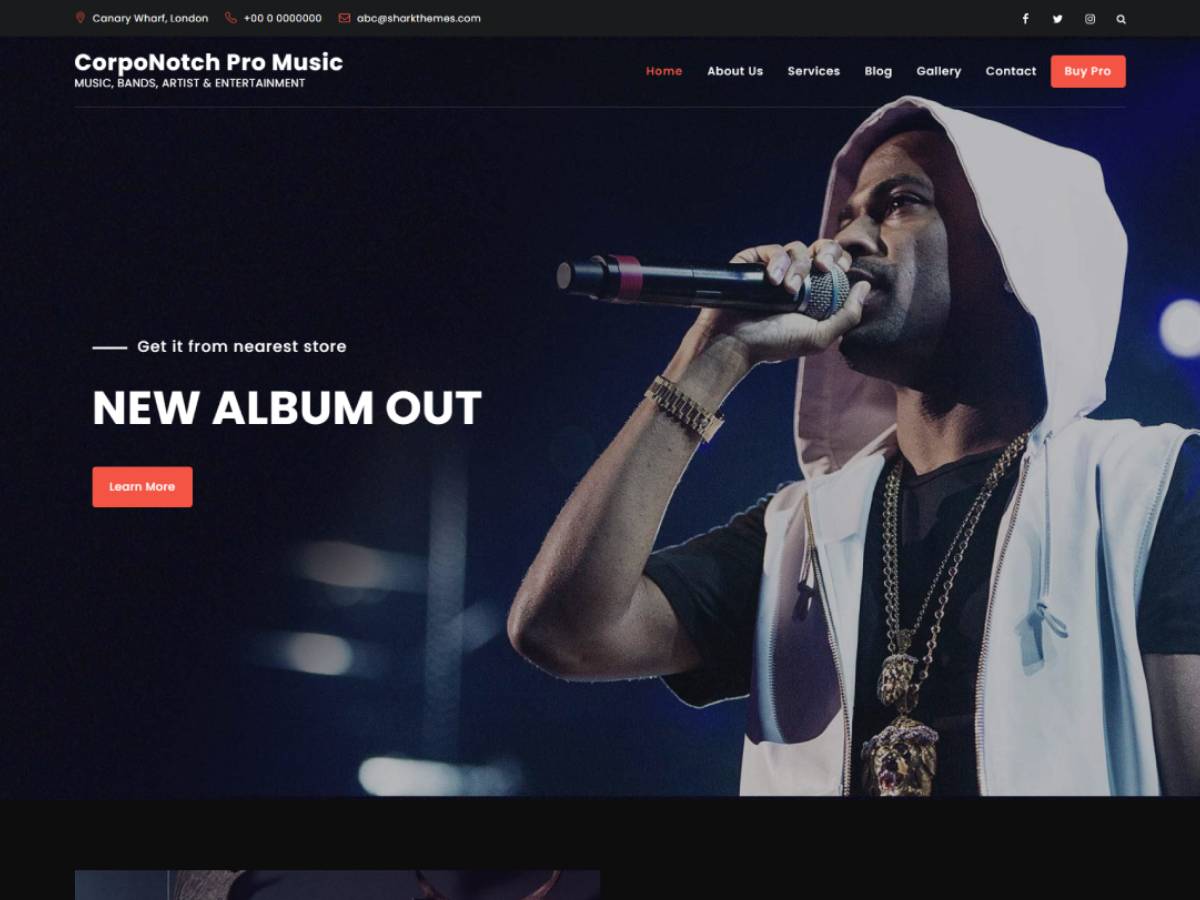 Canary Wharf, London +00 0 0000000 abc@sharkthemes.com
CorpoNotch Pro Music
MUSIC, BANDS, ARTIST & ENTERTAINMENT
Home About Us Services Blog Gallery Contact Buy Pro
Get it from nearest store
NEW ALBUM OUT
Learn More